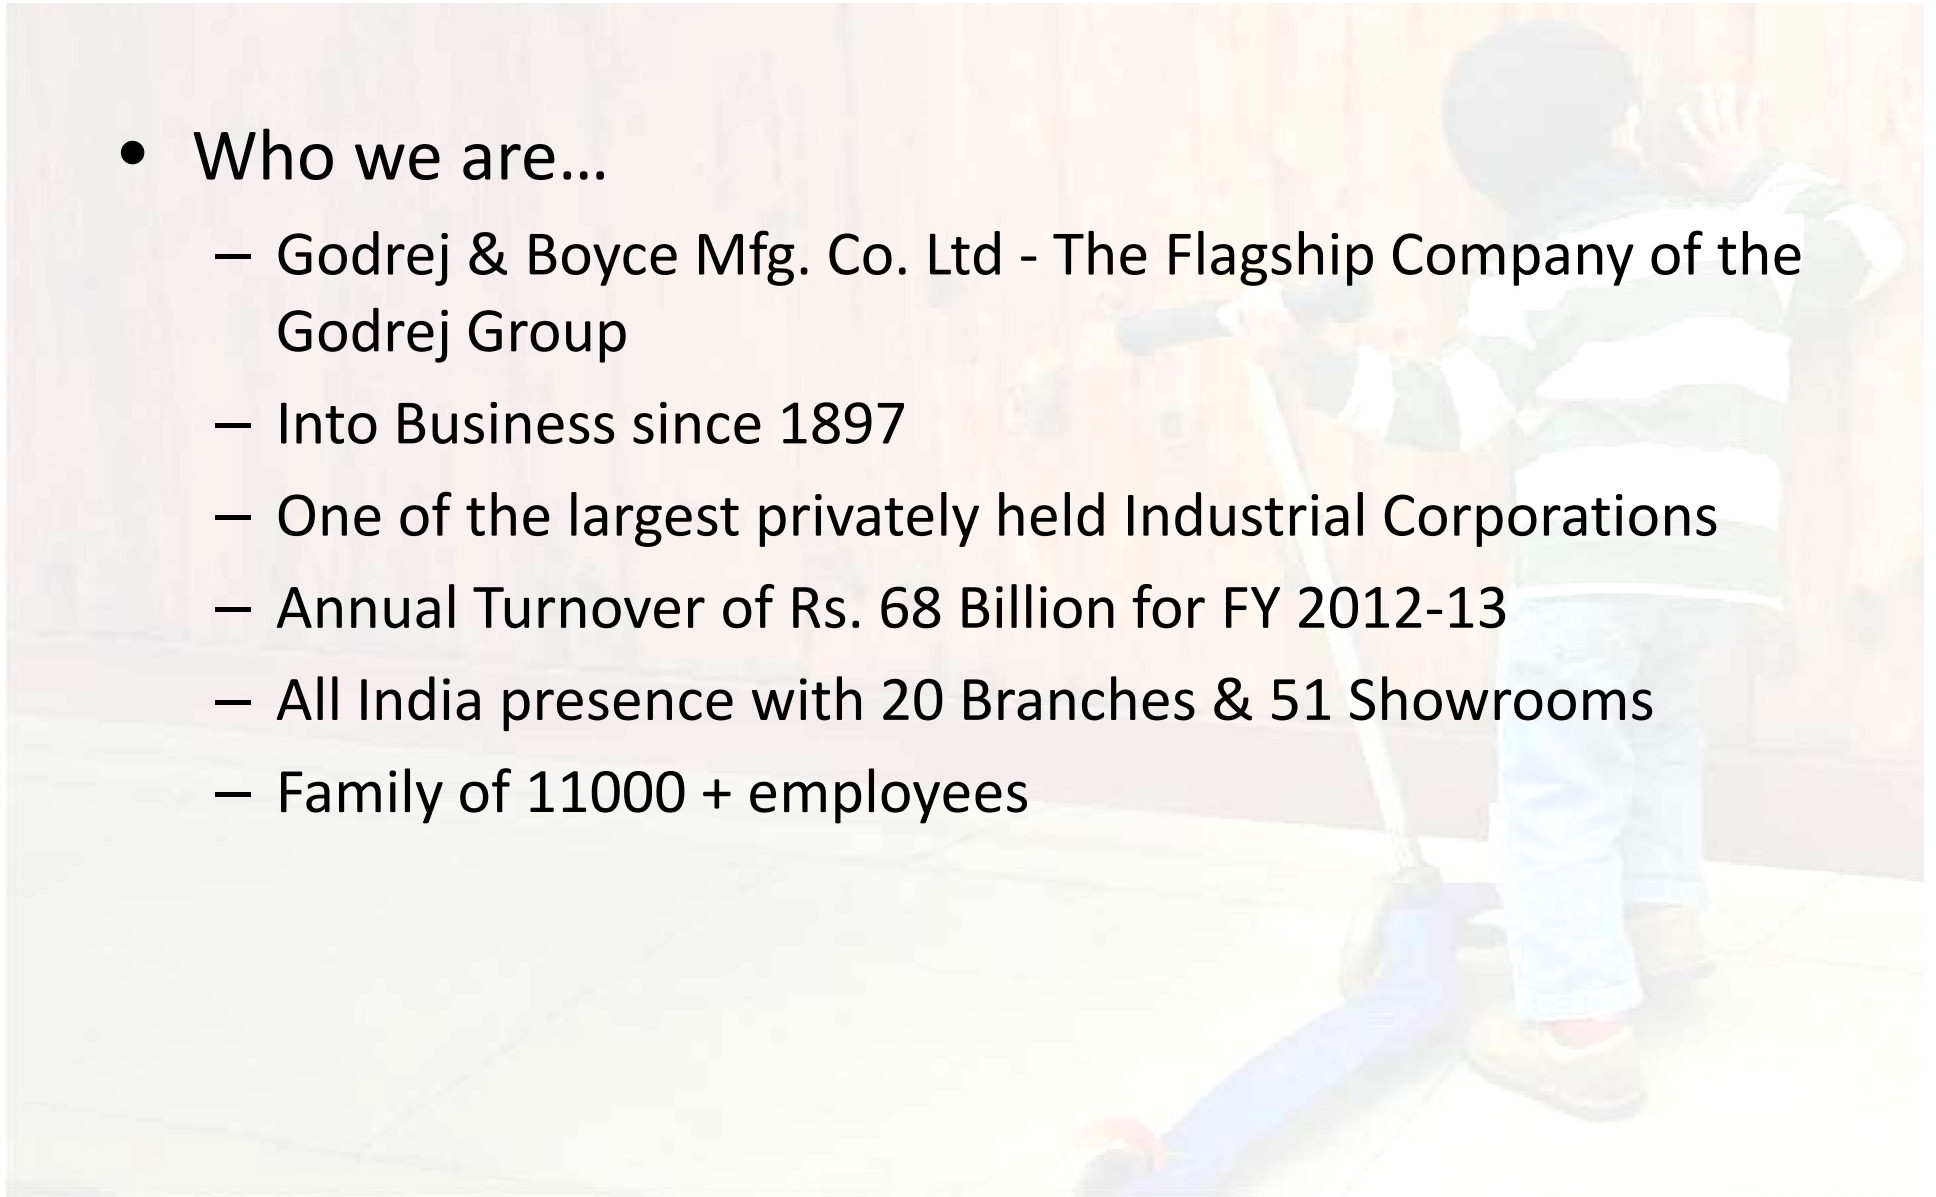 • Who we are…
– Godrej & Boyce Mfg. Co. Ltd - The Flagship Company of the
Godrej Group
– Into Business since 1897
– One of the largest privately held Industrial Corporations
– Annual Turnover of Rs. 68 Billion for FY 2012-13
– All India presence with 20 Branches & 51 Showrooms
– Family of 11000 + employees